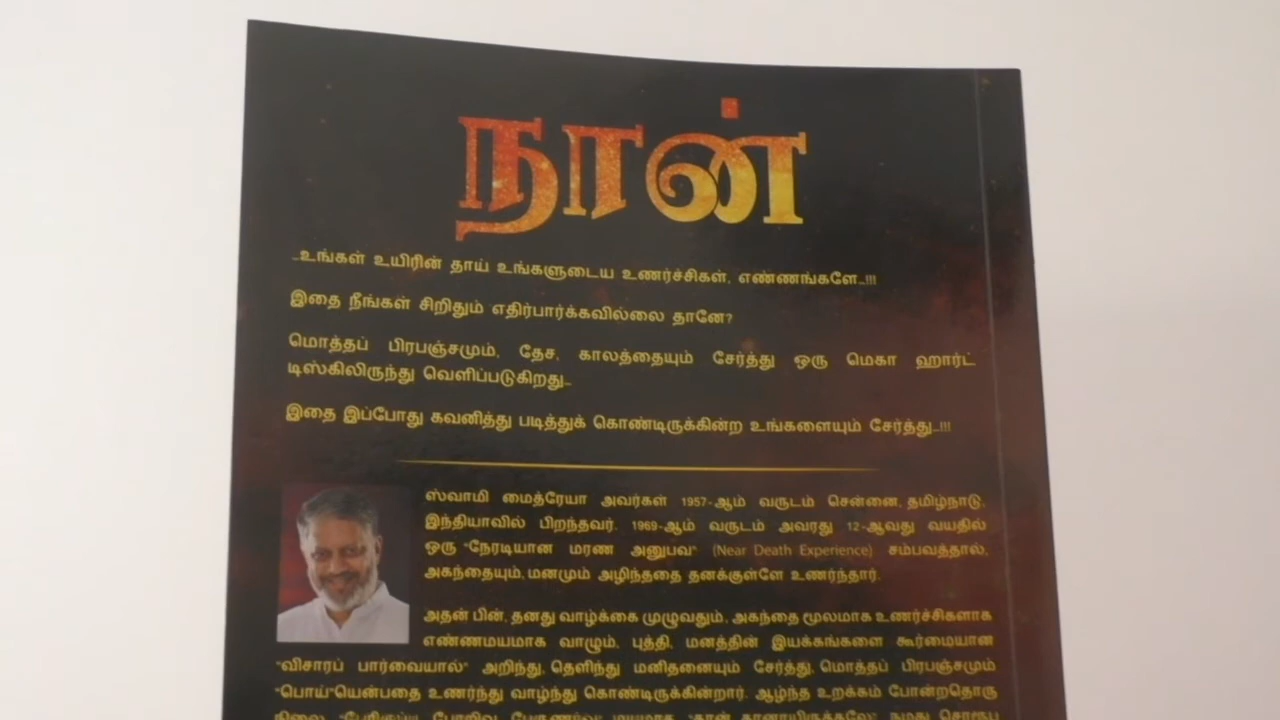 நான்
...உங்கள் உயிரின் தாய் உங்களுடைய உணர்ச்சிகள், எண்ணங்களே...!!!
இதை நீங்கள் சிறிதும் எதிர்பார்க்கவில்லை தானே?
மொத்தப் பிரபஞ்சமும், தேச, காலத்தையும் சேர்த்து ஒரு மெகா ஹார்ட்
டிஸ்கிலிருந்து வெளிப்படுகிறது...
இதை இப்போது கவனித்து படித்துக் கொண்டிருக்கின்ற உங்களையும் சேர்த்து...!!!
ஸ்வாமி மைத்ரேயா அவர்கள் 1957-ஆம் வருடம் சென்னை, தமிழ்நாடு,
இந்தியாவில் பிறந்தவர். 1969-ஆம் வருடம் அவரது 12-ஆவது வயதில்
ஒரு "நேரடியான மரண அனுபவ" (Near Death Experience) சம்பவத்தால்,
அகந்தையும், மனமும் அழிந்ததை தனக்குள்ளே உணர்ந்தார்.
அதன் பின், தனது வாழ்க்கை முழுவதும், அகந்தை மூலமாக உணர்ச்சிகளாக
எண்ணமயமாக வாழும், புத்தி, மனத்தின் இயக்கங்களை கூர்மையான
"விசாரப் பார்வையால்" அறிந்து, தெளிந்து மனிதனையும் சேர்த்து, மொத்தப் பிரபஞ்சமும்
"பொய்"யென்பதை உணர்ந்து வாழ்ந்து கொண்டிருக்கின்றார். ஆழ்ந்த உறக்கம் போன்றதொரு